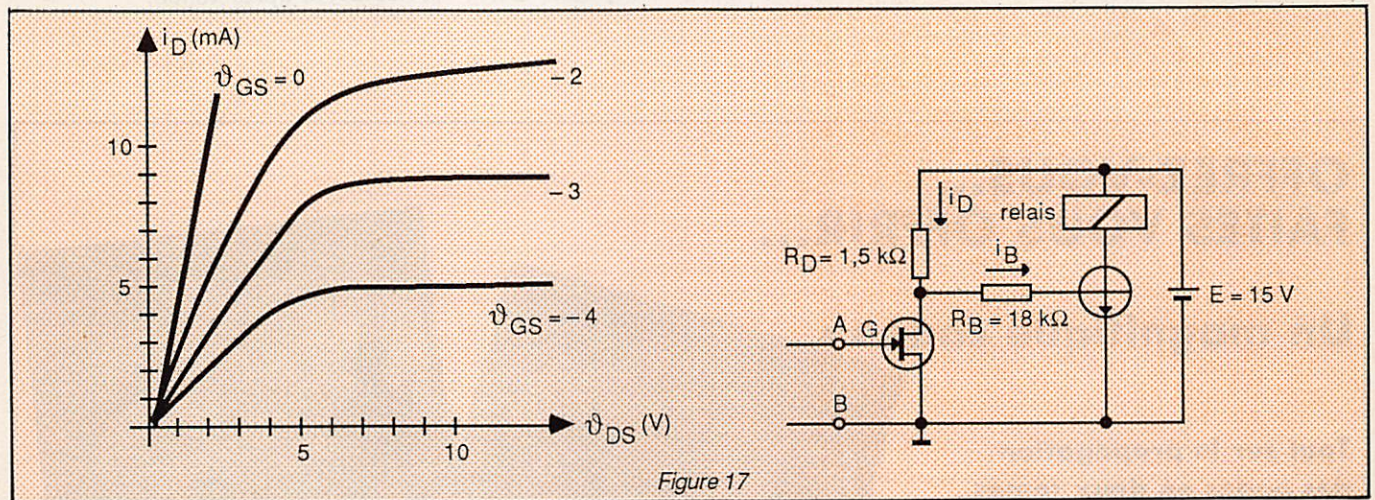 i_D (mA)
ϑ_GS = 0
–2
10
–3
5
ϑ_GS = –4
ϑ_DS (V)
5
10
i_D
relais
R_D = 1,5 kΩ
i_B
E = 15 V
R_B = 18 kΩ
A
G
B
Figure 17